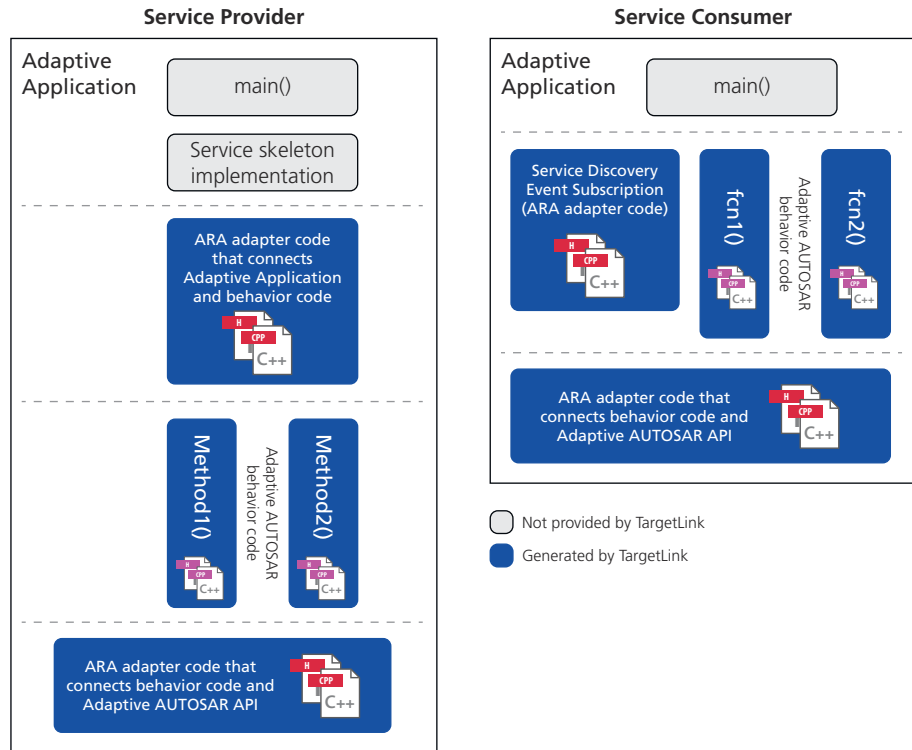 Service Provider
Adaptive
Application
main()
Service skeleton
implementation
ARA adapter code
that connects
Adaptive Application
and behavior code
H
CPP
C++
Method1()
H
CPP
C++
Adaptive AUTOSAR
behavior code
Method2()
H
CPP
C++
ARA adapter code that
connects behavior code and
Adaptive AUTOSAR API
H
CPP
C++
Service Consumer
Adaptive
Application
main()
Service Discovery
Event Subscription
(ARA adapter code)
H
CPP
C++
fcn1()
H
CPP
C++
Adaptive AUTOSAR
behavior code
fcn2()
H
CPP
C++
ARA adapter code that
connects behavior code and
Adaptive AUTOSAR API
H
CPP
C++
Not provided by TargetLink
Generated by TargetLink